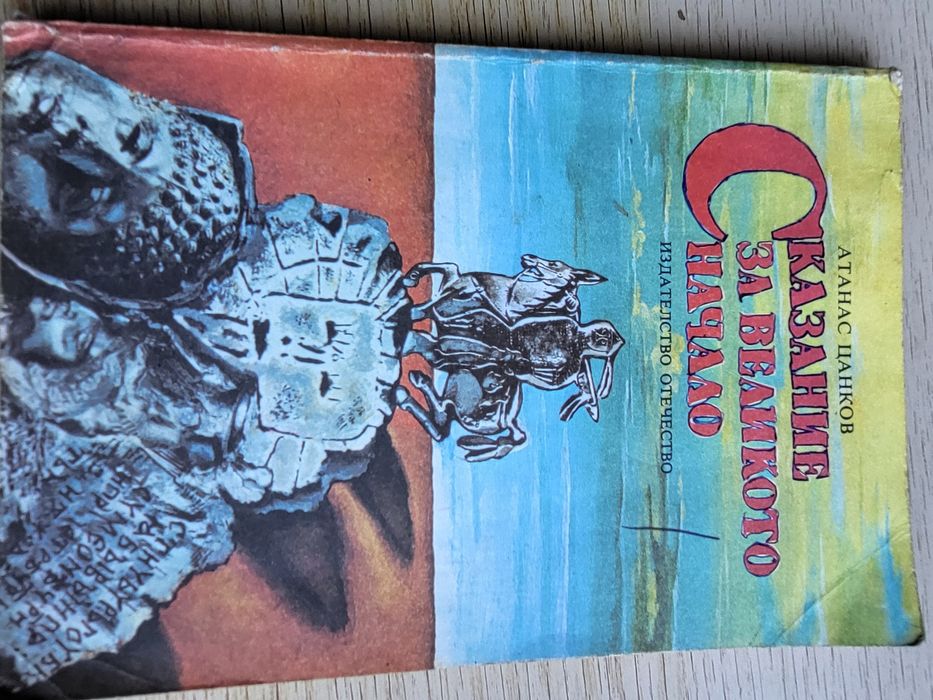 АТАНАС ЦАНКОВ
СКАЗАНИЕ
ЗА ВЕЛИКОТО
НАЧАЛО
ИЗДАТЕЛСТВО ОТЕЧЕСТВО